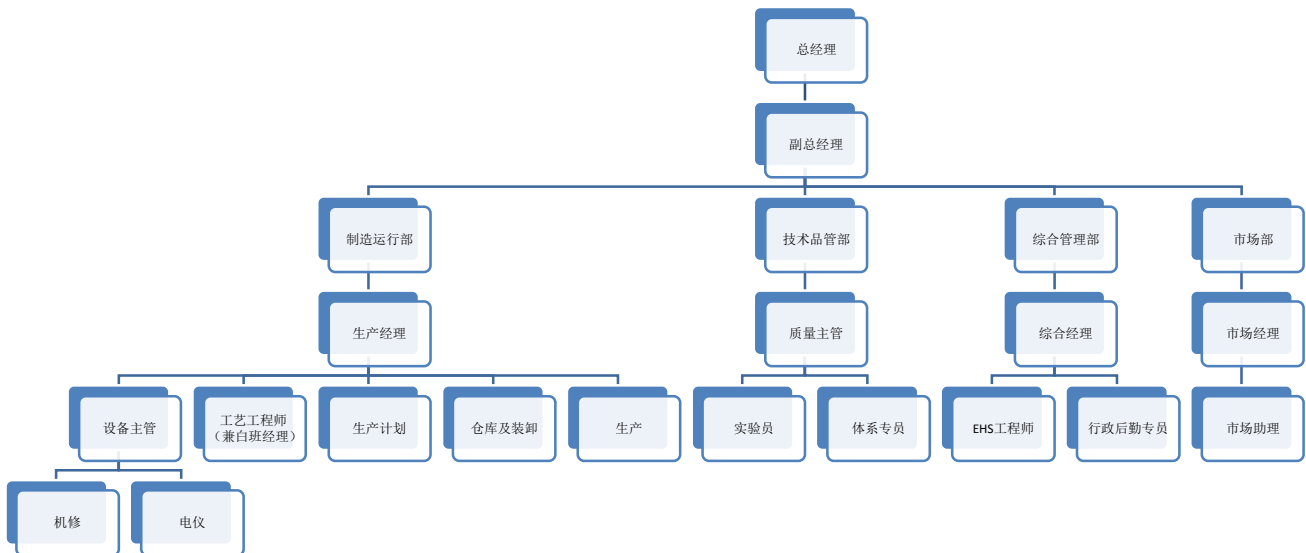 总经理
副总经理
制造运行部
技术品管部
综合管理部
市场部
生产经理
质量主管
综合经理
市场经理
设备主管
工艺工程师
（兼白班经理）
生产计划
仓库及装卸
生产
实验员
体系专员
EHS工程师
行政后勤专员
市场助理
机修
电仪